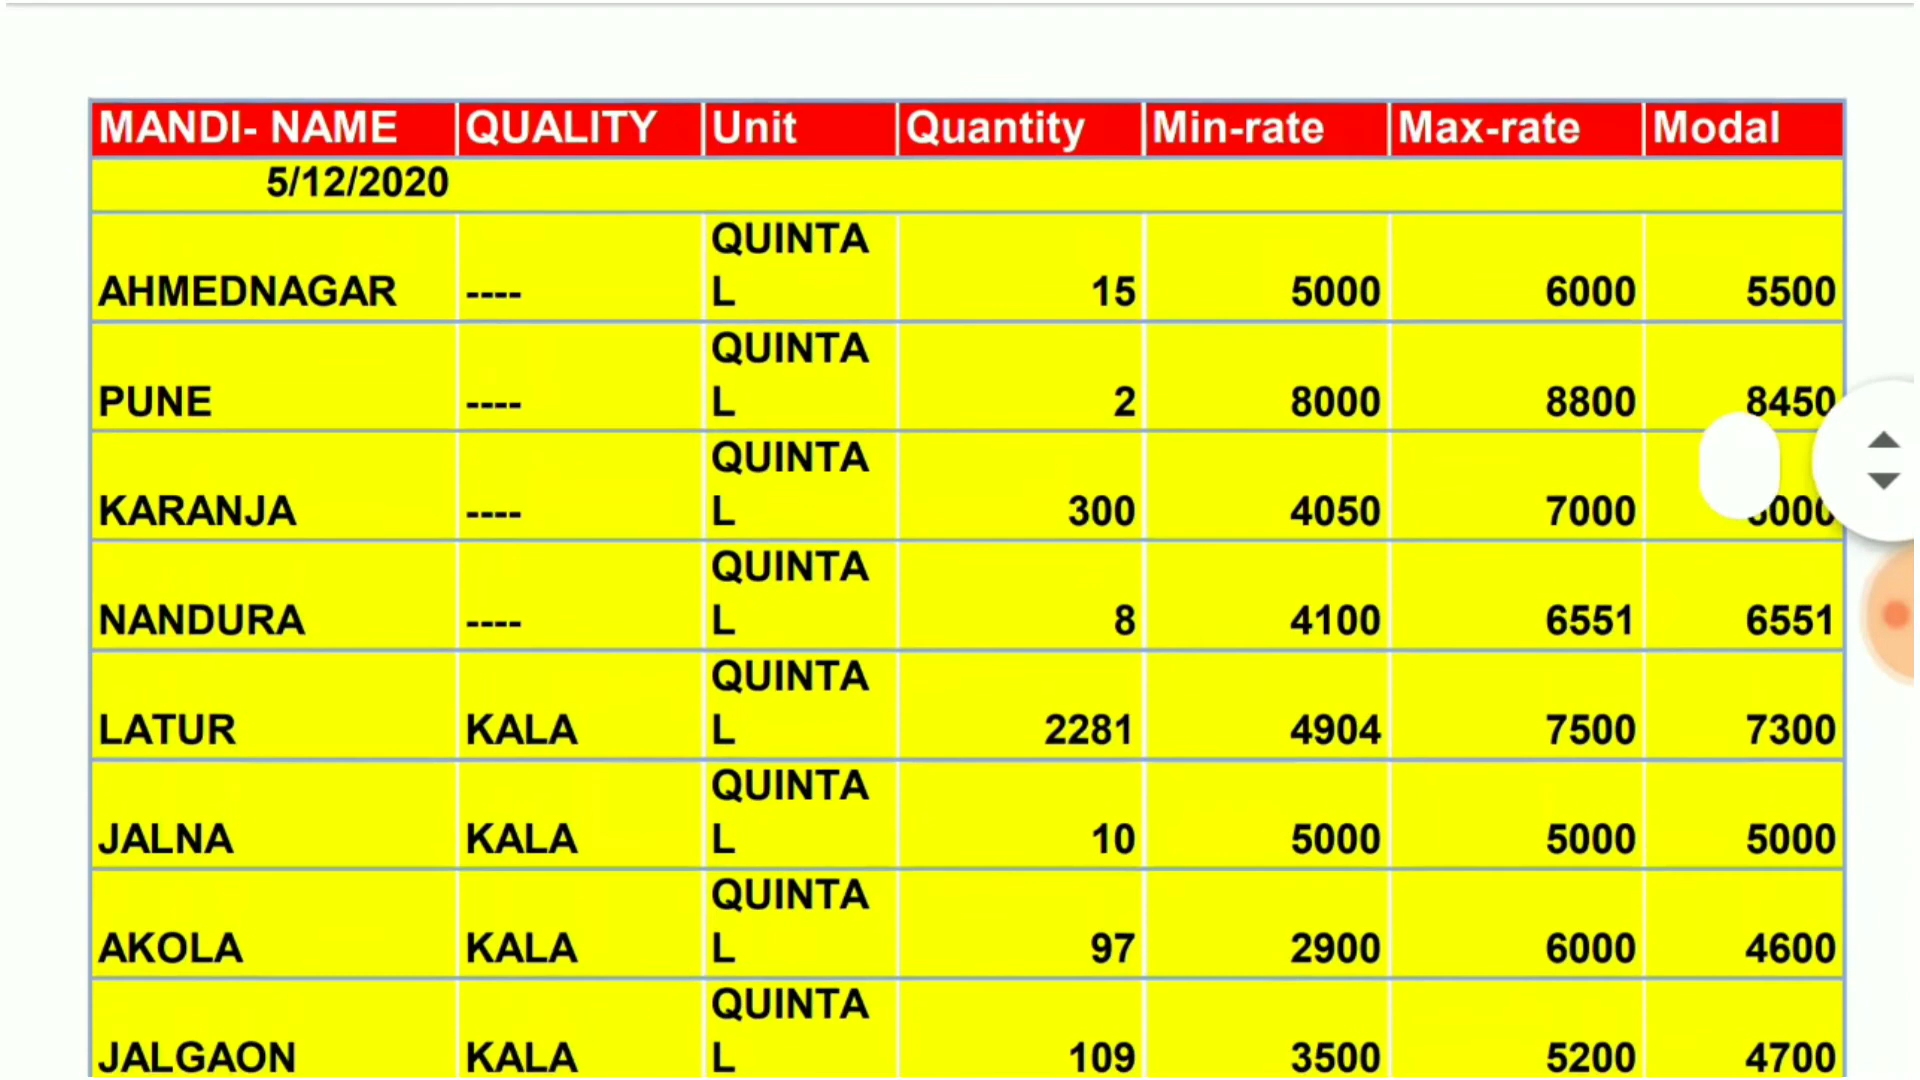 MANDI- NAME QUALITY Unit Quantity Min-rate Max-rate Modal
5/12/2020
QUINTA
AHMEDNAGAR ---- L 15 5000 6000 5500
QUINTA
PUNE ---- L 2 8000 8800 8450
QUINTA
KARANJA ---- L 300 4050 7000
QUINTA
NANDURA ---- L 8 4100 6551 6551
QUINTA
LATUR KALA L 2281 4904 7500 7300
QUINTA
JALNA KALA L 10 5000 5000 5000
QUINTA
AKOLA KALA L 97 2900 6000 4600
QUINTA
JALGAON KALA L 109 3500 5200 4700